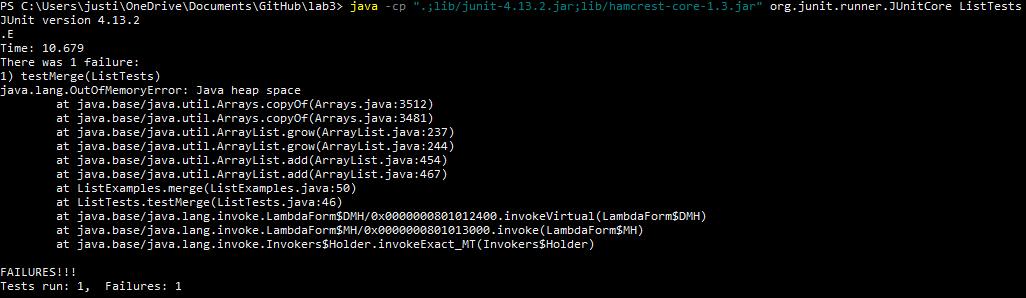 PS C:\Users\justi\OneDrive\Documents\GitHub\lab3> java -cp ".;lib/junit-4.13.2.jar;lib/hamcrest-core-1.3.jar" org.junit.runner.JUnitCore ListTests
JUnit version 4.13.2
.E
Time: 10.679
There was 1 failure:
1) testMerge(ListTests)
java.lang.OutOfMemoryError: Java heap space
        at java.base/java.util.Arrays.copyOf(Arrays.java:3512)
        at java.base/java.util.Arrays.copyOf(Arrays.java:3481)
        at java.base/java.util.ArrayList.grow(ArrayList.java:237)
        at java.base/java.util.ArrayList.grow(ArrayList.java:244)
        at java.base/java.util.ArrayList.add(ArrayList.java:454)
        at java.base/java.util.ArrayList.add(ArrayList.java:467)
        at ListExamples.merge(ListExamples.java:50)
        at ListTests.testMerge(ListTests.java:46)
        at java.base/java.lang.invoke.LambdaForm$DMH/0x0000000801012400.invokeVirtual(LambdaForm$DMH)
        at java.base/java.lang.invoke.LambdaForm$MH/0x0000000801013000.invoke(LambdaForm$MH)
        at java.base/java.lang.invoke.Invokers$Holder.invokeExact_MT(Invokers$Holder)
FAILURES!!!
Tests run: 1,  Failures: 1